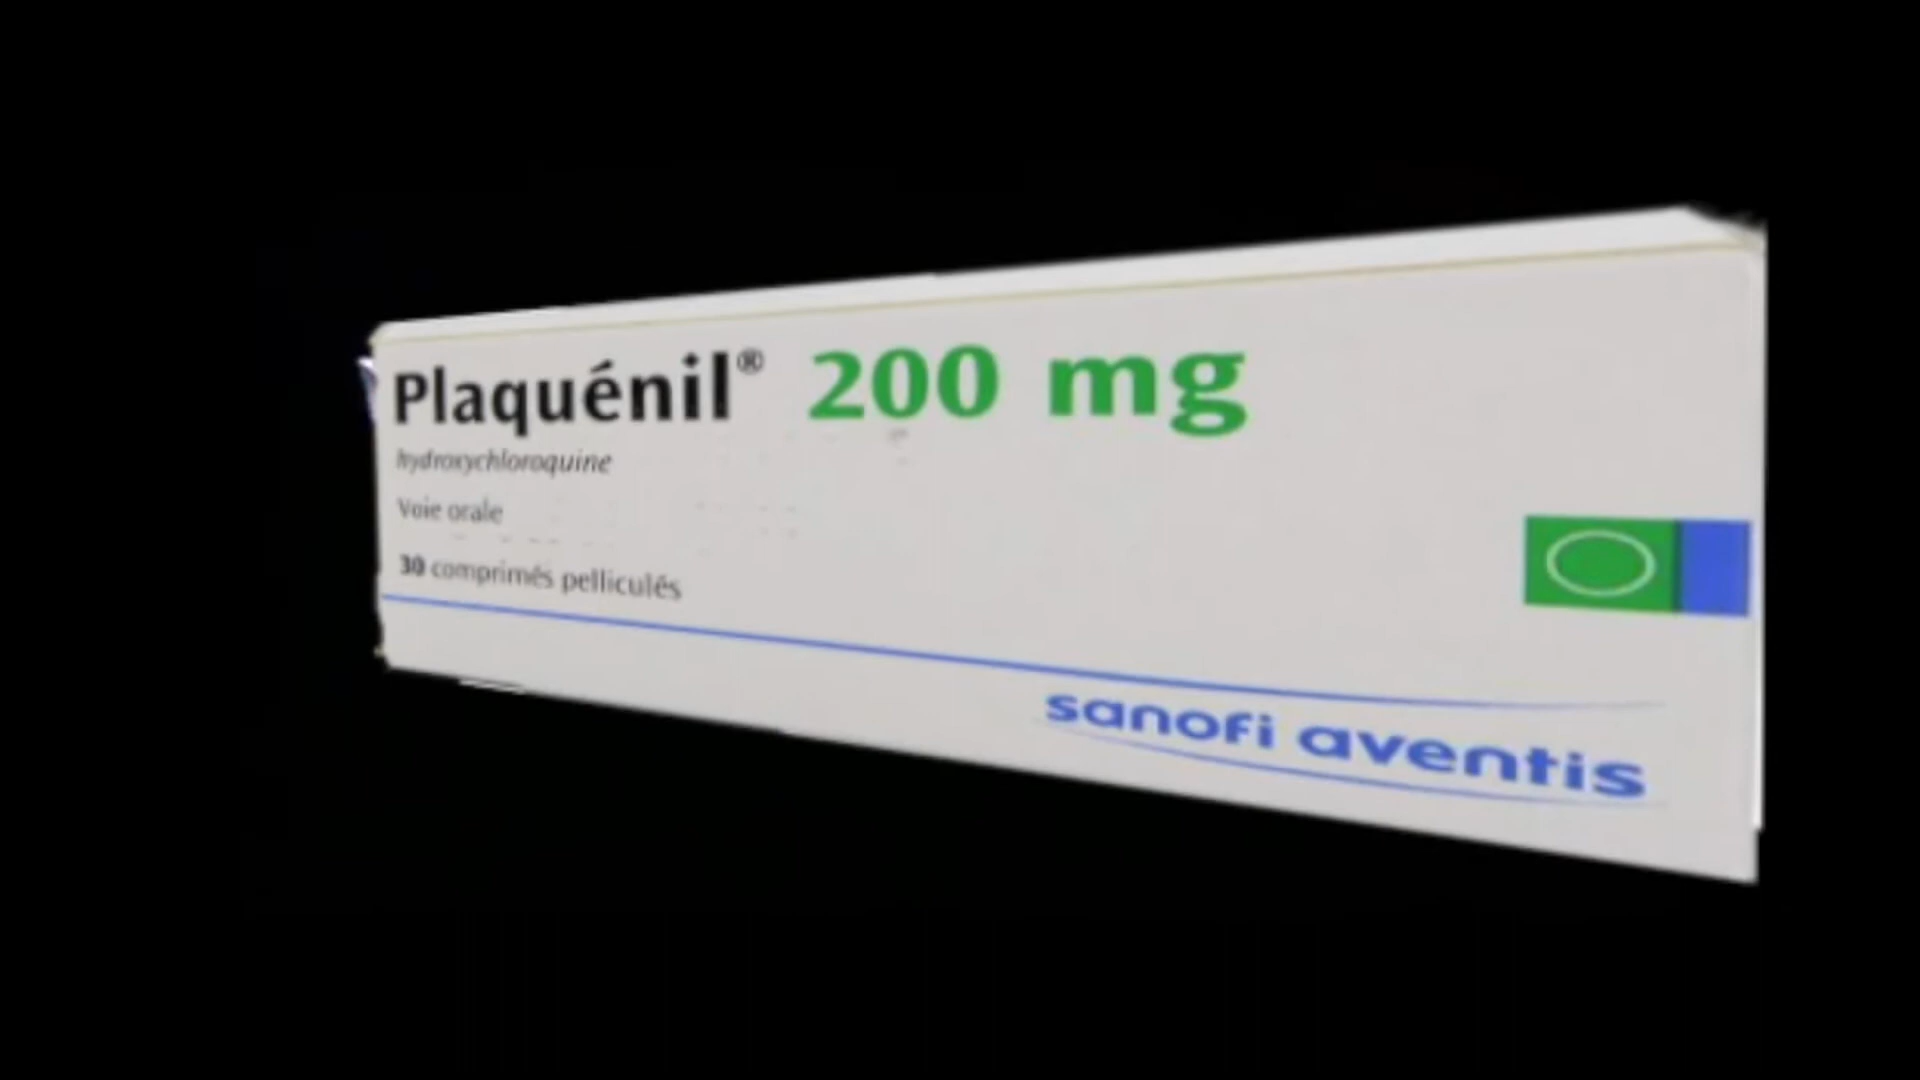 Plaquénil® 200 mg
hydroxychloroquine
Voie orale
30 comprimés pelliculés
sanofi aventis